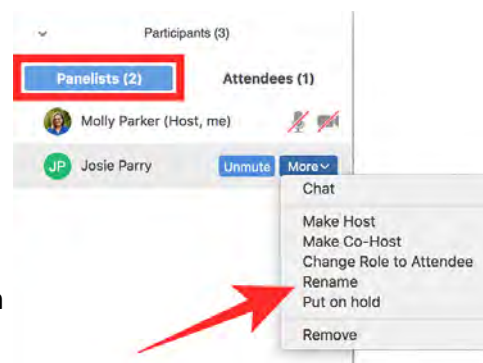 Participants (3)
Panelists (2) Attendees (1)
Molly Parker (Host, me)
JP Josie Parry Unmute More
Chat
Make Host
Make Co-Host
Change Role to Attendee
Rename
Put on hold
Remove